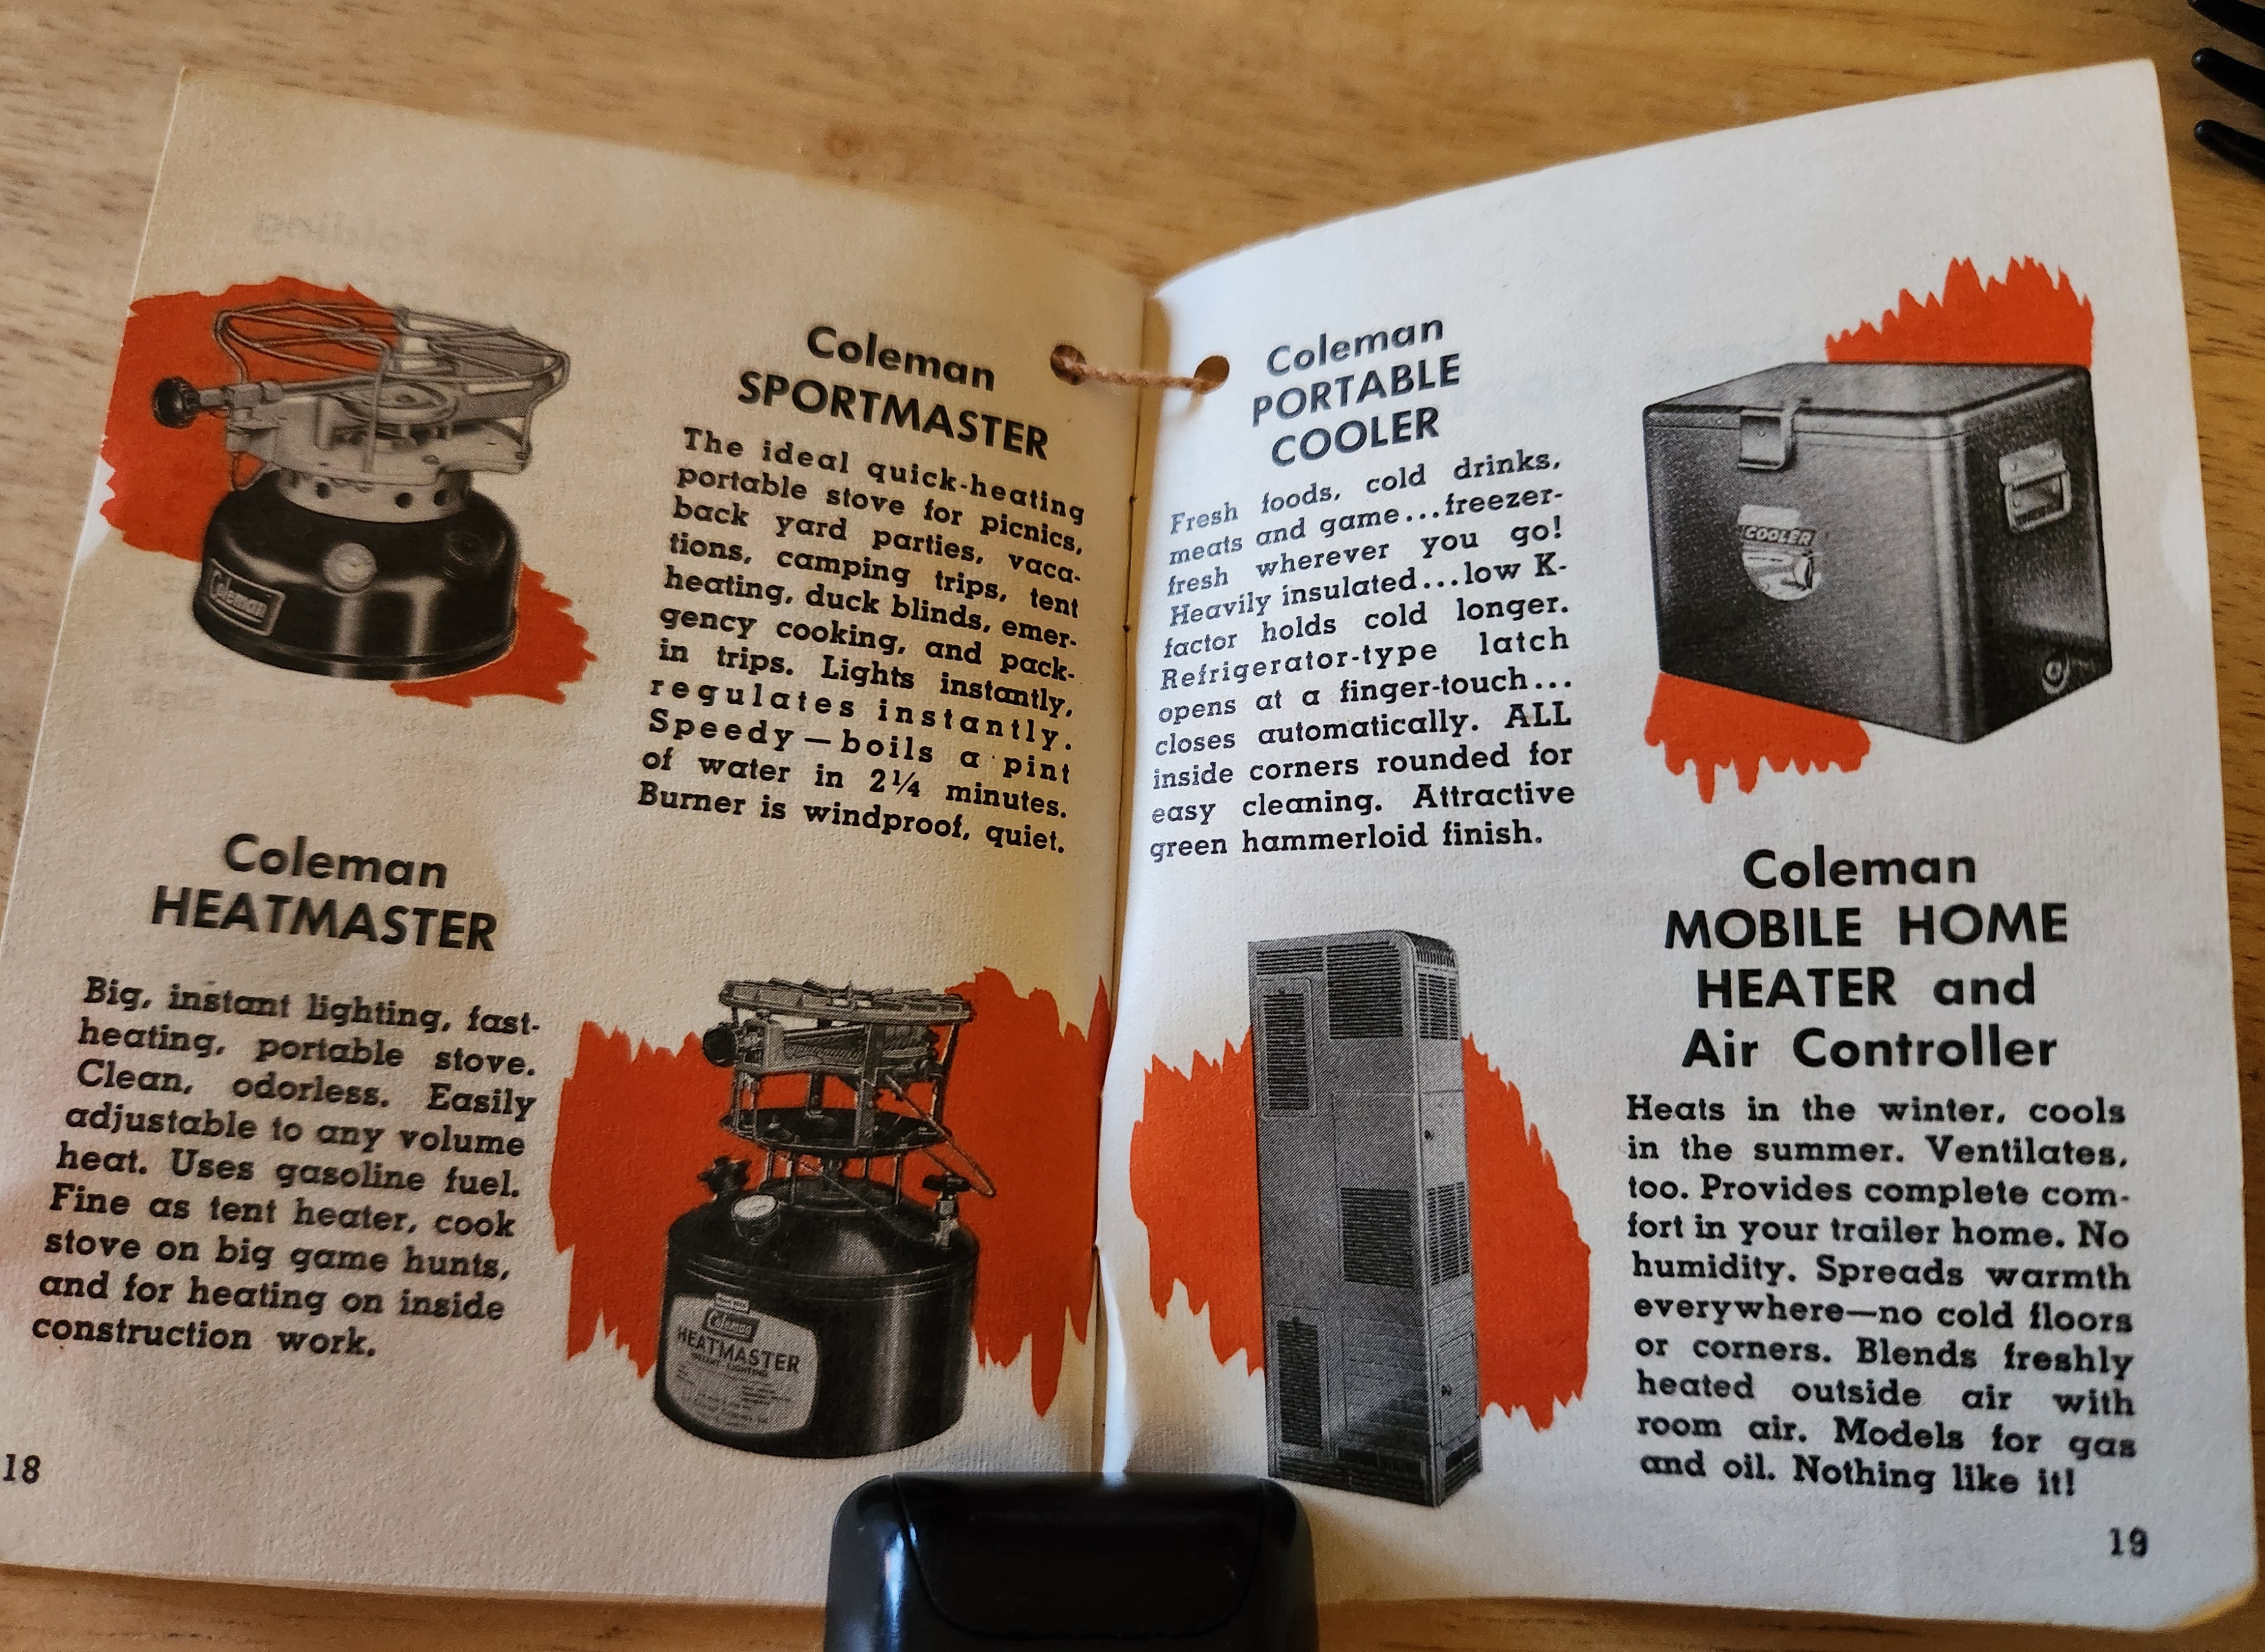 Coleman
SPORTMASTER
The ideal quick-heating
portable stove for picnics,
back yard parties, vaca-
tions, camping trips, tent
heating, duck blinds, emer-
gency cooking, and pack-
in trips. Lights instantly,
regulates instantly.
Speedy—boils a pint
of water in 2¼ minutes.
Burner is windproof, quiet.
Coleman
Coleman
HEATMASTER
Big, instant lighting, fast-
heating, portable stove.
Clean, odorless. Easily
adjustable to any volume
heat. Uses gasoline fuel.
Fine as tent heater, cook
stove on big game hunts,
and for heating on inside
construction work.
Coleman
HEATMASTER
INSTANT LIGHTING
18
Coleman
PORTABLE
COOLER
Fresh foods, cold drinks,
meats and game...freezer-
fresh wherever you go!
Heavily insulated...low K-
factor holds cold longer.
Refrigerator-type latch
opens at a finger-touch...
closes automatically. ALL
inside corners rounded for
easy cleaning. Attractive
green hammerloid finish.
COOLER
Coleman
MOBILE HOME
HEATER and
Air Controller
Heats in the winter, cools
in the summer. Ventilates,
too. Provides complete com-
fort in your trailer home. No
humidity. Spreads warmth
everywhere—no cold floors
or corners. Blends freshly
heated outside air with
room air. Models for gas
and oil. Nothing like it!
19